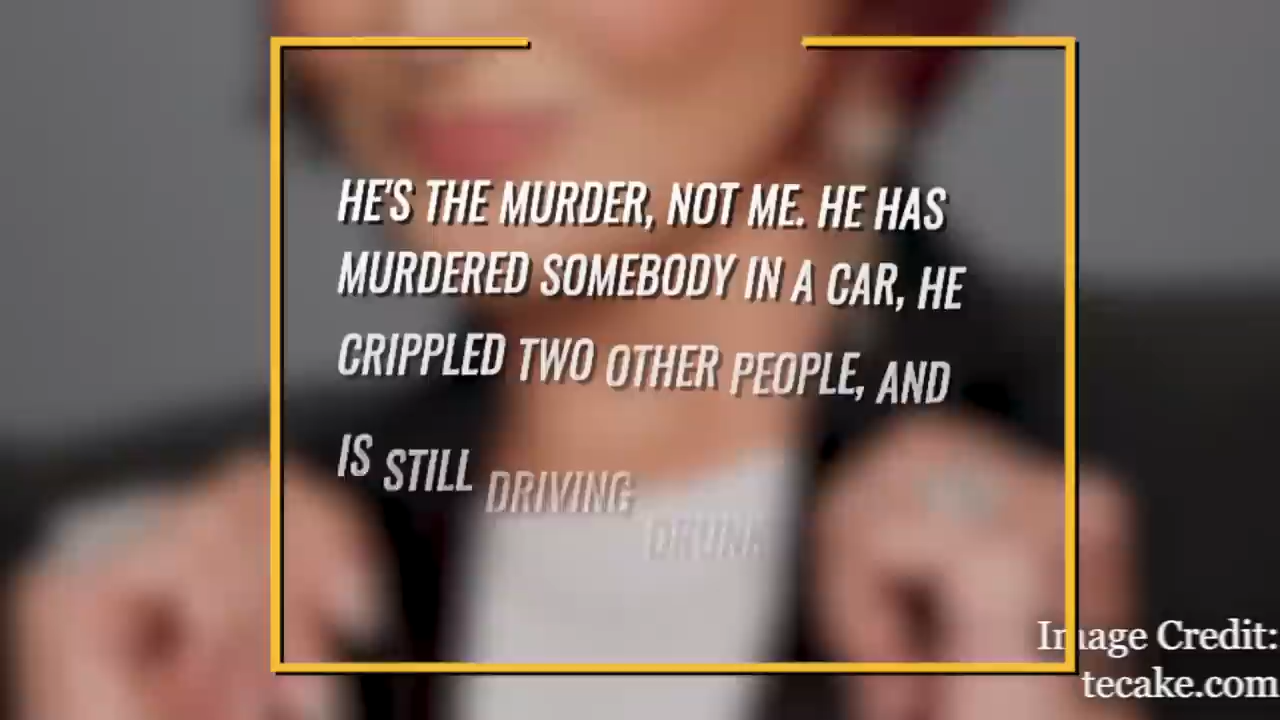 HE'S THE MURDER, NOT ME. HE HAS
MURDERED SOMEBODY IN A CAR, HE
CRIPPLED TWO OTHER PEOPLE, AND
IS STILL DRIVING DRUNK
Image Credit:
tecake.com